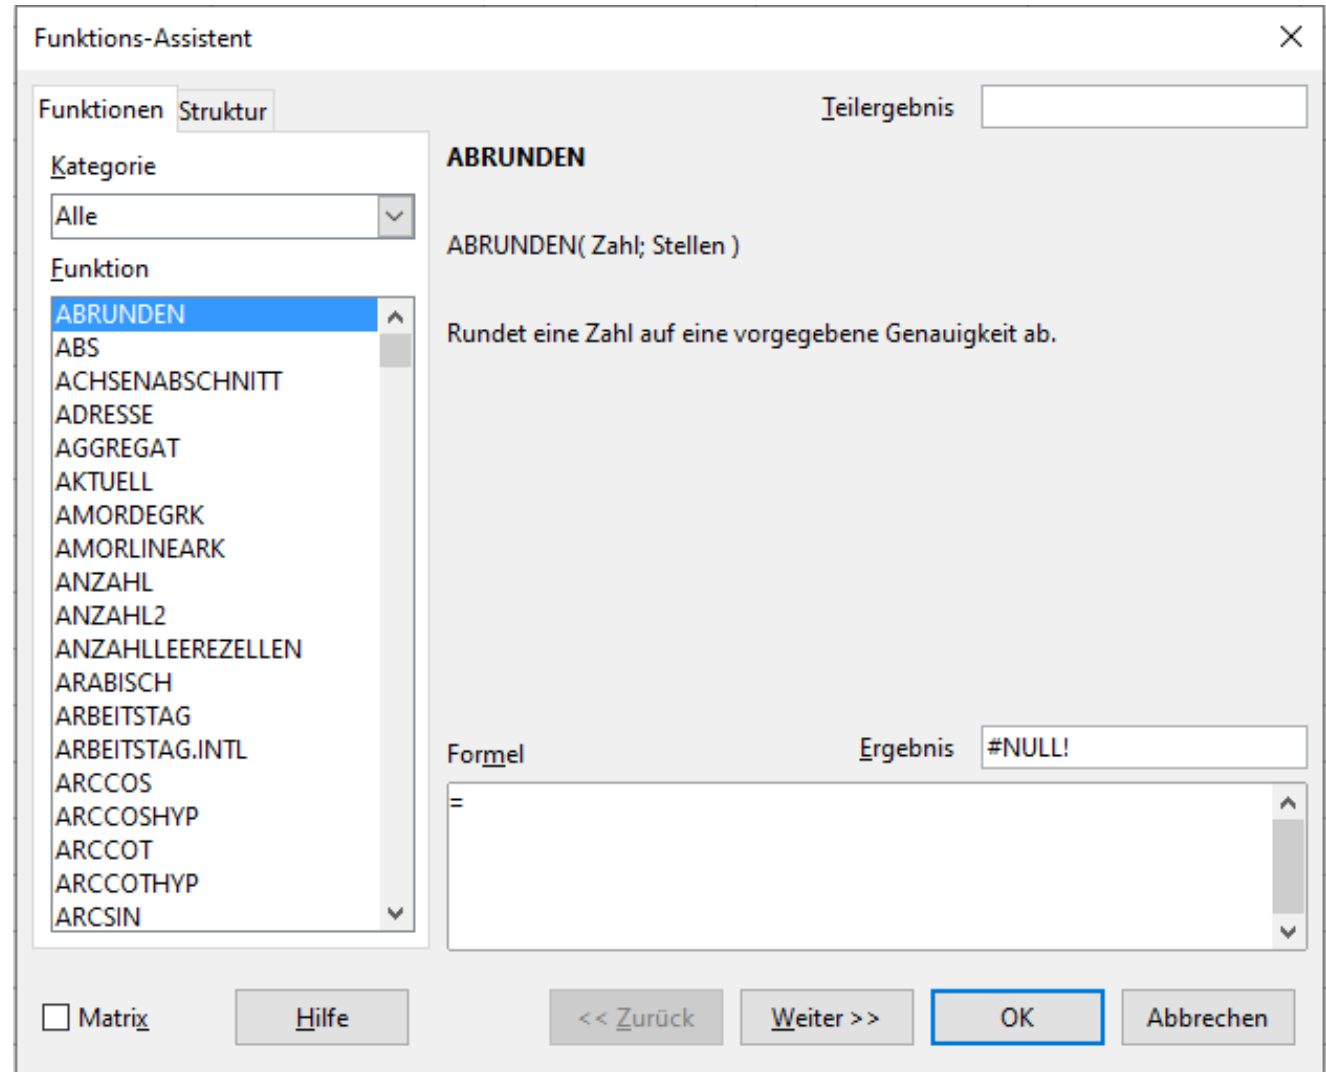 Funktions-Assistent
Funktionen Struktur
Teilergebnis
Kategorie
Alle
Funktion
ABRUNDEN
ABS
ACHSENABSCHNITT
ADRESSE
AGGREGAT
AKTUELL
AMORDEGRK
AMORLINEARK
ANZAHL
ANZAHL2
ANZAHLLEEREZELLEN
ARABISCH
ARBEITSTAG
ARBEITSTAG.INTL
ARCCOS
ARCCOSHYP
ARCCOT
ARCCOTHYP
ARCSIN
ABRUNDEN
ABRUNDEN( Zahl; Stellen )
Rundet eine Zahl auf eine vorgegebene Genauigkeit ab.
Formel
Ergebnis #NULL!
=
Matrix
Hilfe
<< Zurück
Weiter >>
OK
Abbrechen